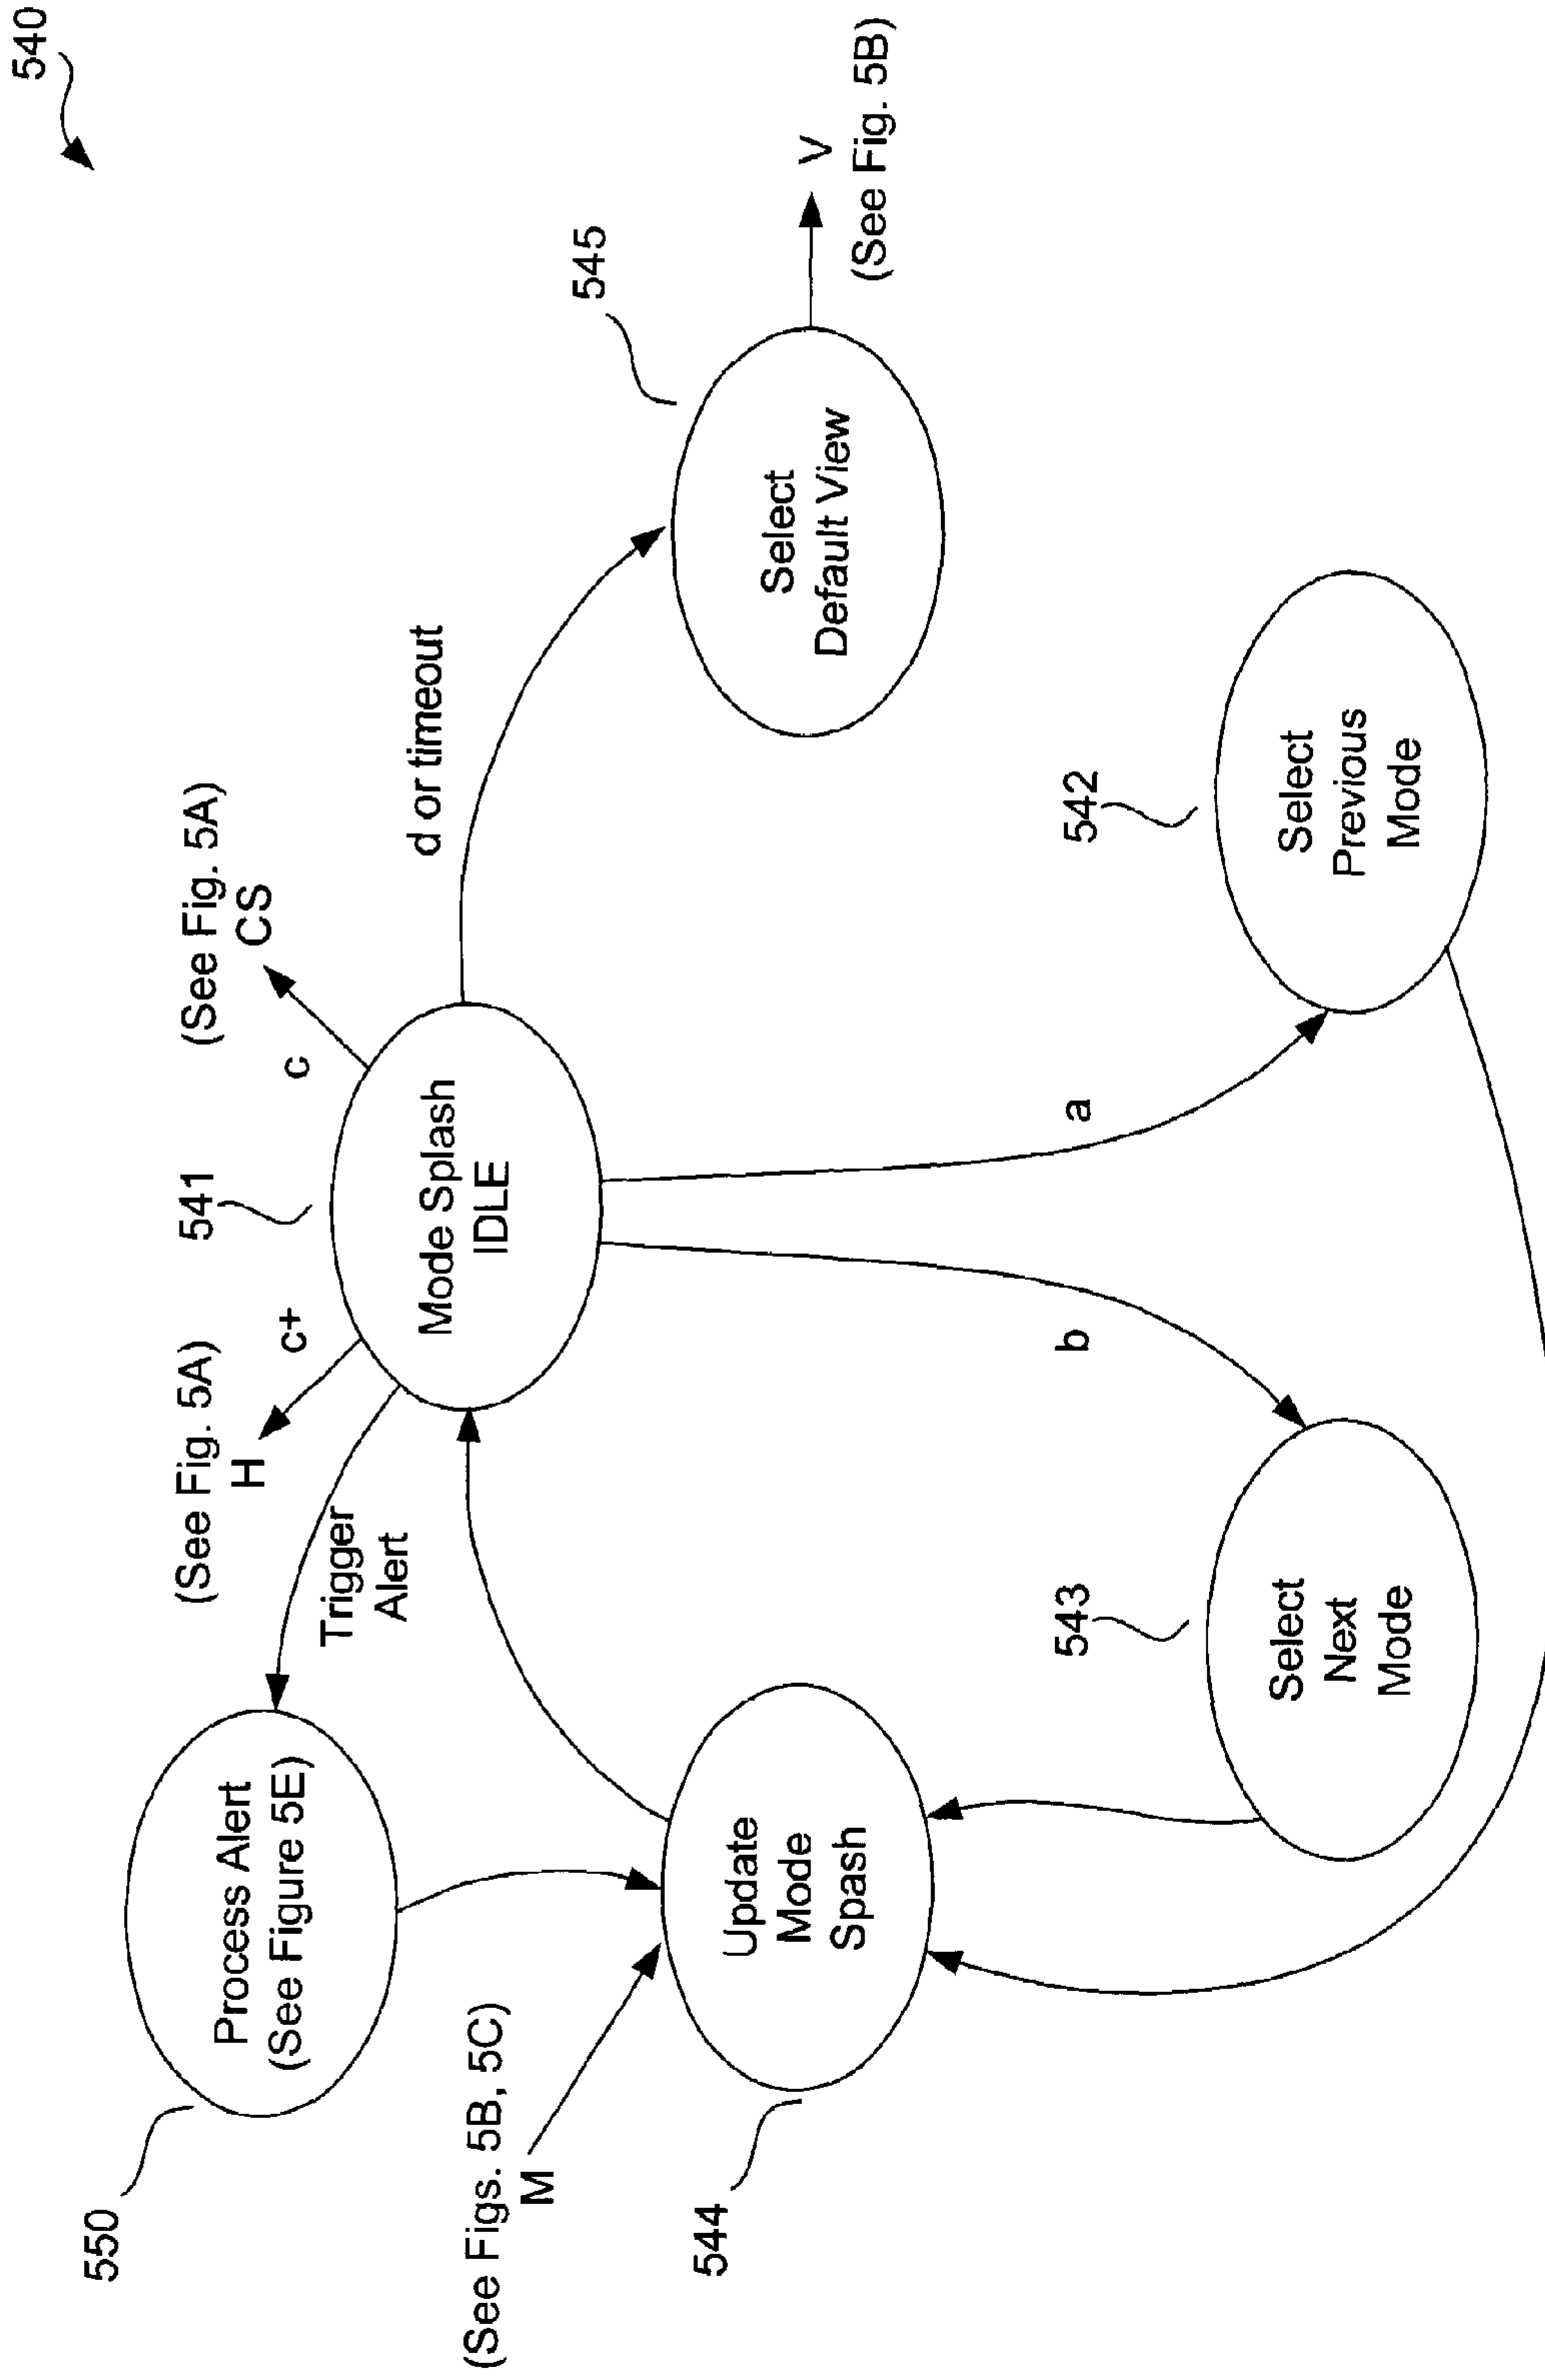 540
550
Process Alert
(See Figure 5E)
Trigger
Alert
(See Fig. 5A)
H
c+
541
Mode Splash
IDLE
c
(See Fig. 5A)
CS
d or timeout
545
Select
Default View
V
(See Fig. 5B)
(See Figs. 5B, 5C)
M
544
Update
Mode
Spash
b
a
543
Select
Next
Mode
542
Select
Previous
Mode